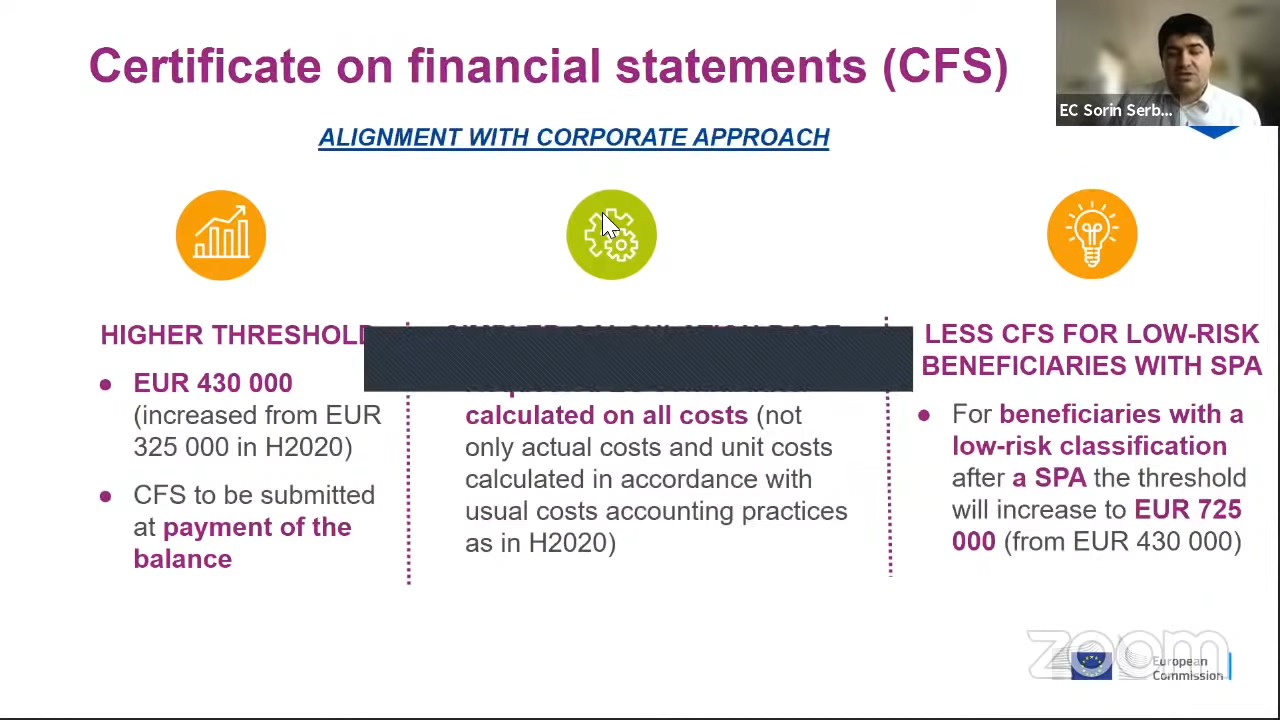 Certificate on financial statements (CFS)
EC Sorin Serb...
ALIGNMENT WITH CORPORATE APPROACH
HIGHER THRESHOLD
● EUR 430 000
(increased from EUR
325 000 in H2020)
● CFS to be submitted
at payment of the
balance
calculated on all costs (not
only actual costs and unit costs
calculated in accordance with
usual costs accounting practices
as in H2020)
LESS CFS FOR LOW-RISK
BENEFICIARIES WITH SPA
● For beneficiaries with a
low-risk classification
after a SPA the threshold
will increase to EUR 725
000 (from EUR 430 000)
zoom
European
Commission